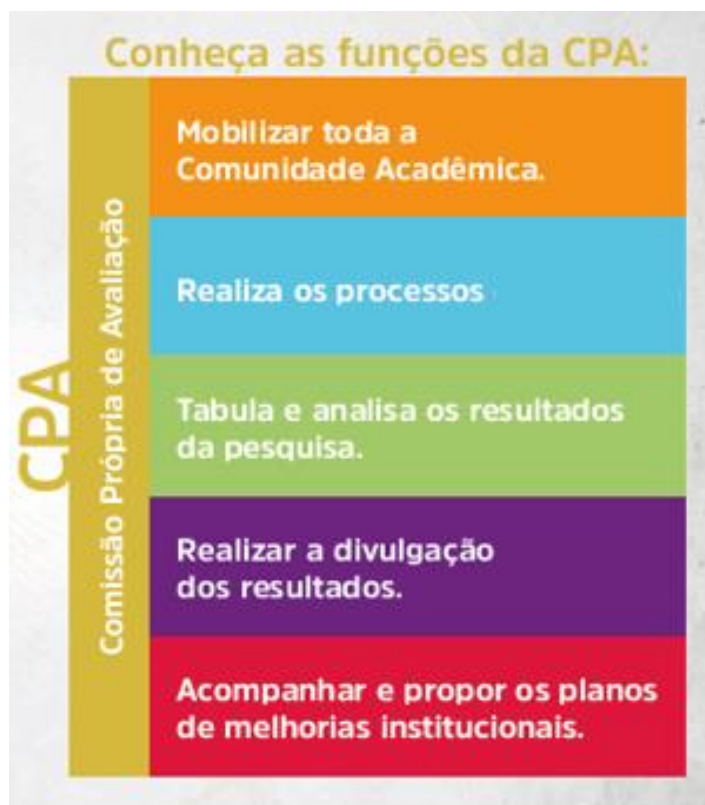 Conheça as funções da CPA:
CPA
Comissão Própria de Avaliação
Mobilizar toda a
Comunidade Acadêmica.
Realiza os processos
Tabula e analisa os resultados
da pesquisa.
Realizar a divulgação
dos resultados.
Acompanhar e propor os planos
de melhorias institucionais.